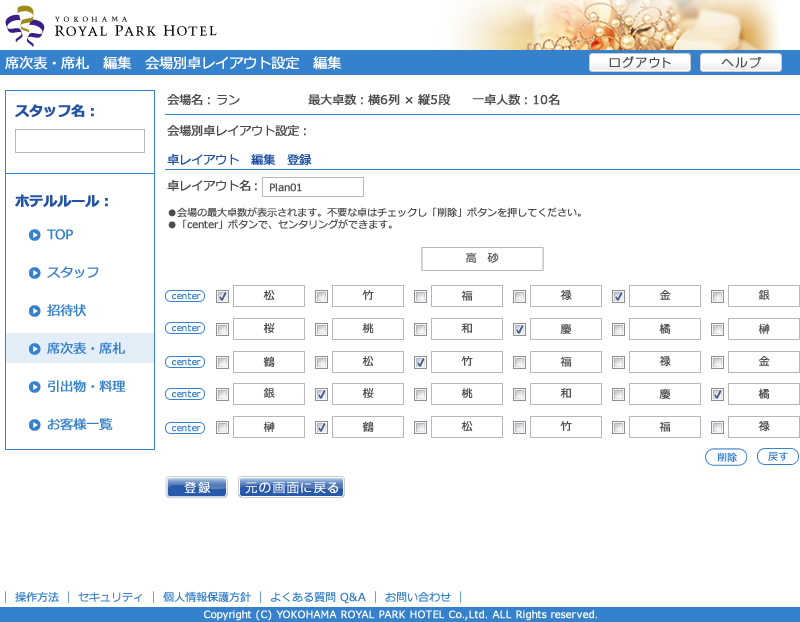 YOKOHAMA
ROYAL PARK HOTEL
席次表・席札 編集 会場別卓レイアウト設定 編集
ログアウト
ヘルプ
スタッフ名：
ホテルルール：
TOP
スタッフ
招待状
席次表・席札
引出物・料理
お客様一覧
会場名：ラン 最大卓数：横6列 × 縦5段 一卓人数：10名
会場別卓レイアウト設定：
卓レイアウト 編集 登録
卓レイアウト名： Plan01
●会場の最大卓数が表示されます。不要な卓はチェックし「削除」ボタンを押してください。
●「center」ボタンで、センタリングができます。
高 砂
center 松 竹 福 禄 金 銀
center 桜 桃 和 慶 橘 榊
center 鶴 松 竹 福 禄 金
center 銀 桜 桃 和 慶 橘
center 榊 鶴 松 竹 福 禄
削除 戻す
登録 元の画面に戻る
｜ 操作方法 ｜ セキュリティ ｜ 個人情報保護方針 ｜ よくある質問 Q&A ｜ お問い合わせ ｜
Copyright (C) YOKOHAMA ROYAL PARK HOTEL Co.,Ltd. ALL Rights reserved.